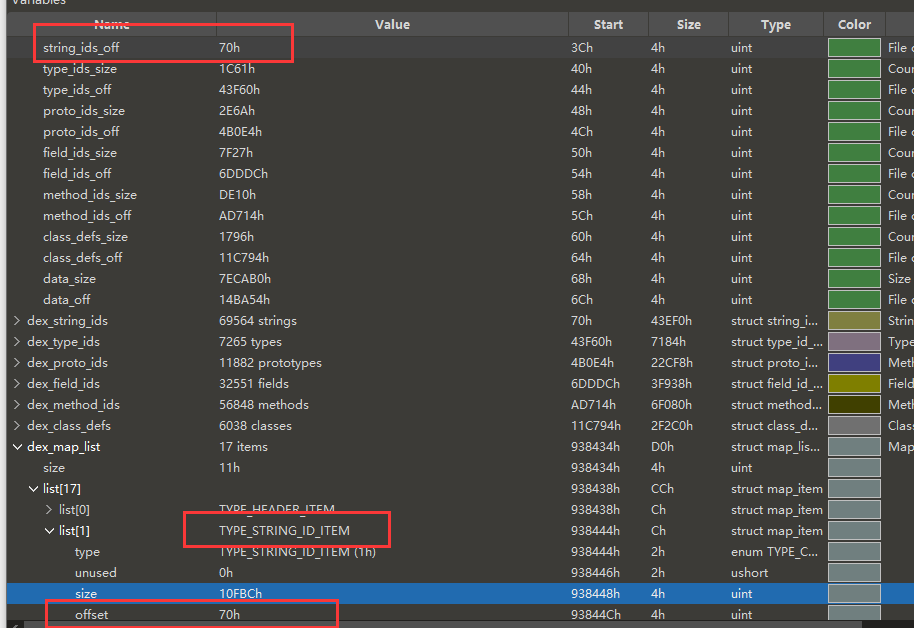 Variables
Name Value Start Size Type Color
string_ids_off 70h 3Ch 4h uint File
type_ids_size 1C61h 40h 4h uint Coun
type_ids_off 43F60h 44h 4h uint File
proto_ids_size 2E6Ah 48h 4h uint Coun
proto_ids_off 4B0E4h 4Ch 4h uint File
field_ids_size 7F27h 50h 4h uint Coun
field_ids_off 6DDDCh 54h 4h uint File
method_ids_size DE10h 58h 4h uint Coun
method_ids_off AD714h 5Ch 4h uint File
class_defs_size 1796h 60h 4h uint Coun
class_defs_off 11C794h 64h 4h uint File
data_size 7ECAB0h 68h 4h uint Size
data_off 14BA54h 6Ch 4h uint File
dex_string_ids 69564 strings 70h 43EF0h struct string_i... Strin
dex_type_ids 7265 types 43F60h 7184h struct type_id_... Type
dex_proto_ids 11882 prototypes 4B0E4h 22CF8h struct proto_i... Meth
dex_field_ids 32551 fields 6DDDCh 3F938h struct field_id_... Field
dex_method_ids 56848 methods AD714h 6F080h struct method... Meth
dex_class_defs 6038 classes 11C794h 2F2C0h struct class_d... Class
dex_map_list 17 items 938434h D0h struct map_lis... Map
size 11h 938434h 4h uint
list[17] 938438h CCh struct map_item
list[0] TYPE_HEADER_ITEM 938438h Ch struct map_item
list[1] TYPE_STRING_ID_ITEM 938444h Ch struct map_item
type TYPE_STRING_ID_ITEM (1h) 938444h 2h enum TYPE_C...
unused 0h 938446h 2h ushort
size 10FBCh 938448h 4h uint
offset 70h 93844Ch 4h uint